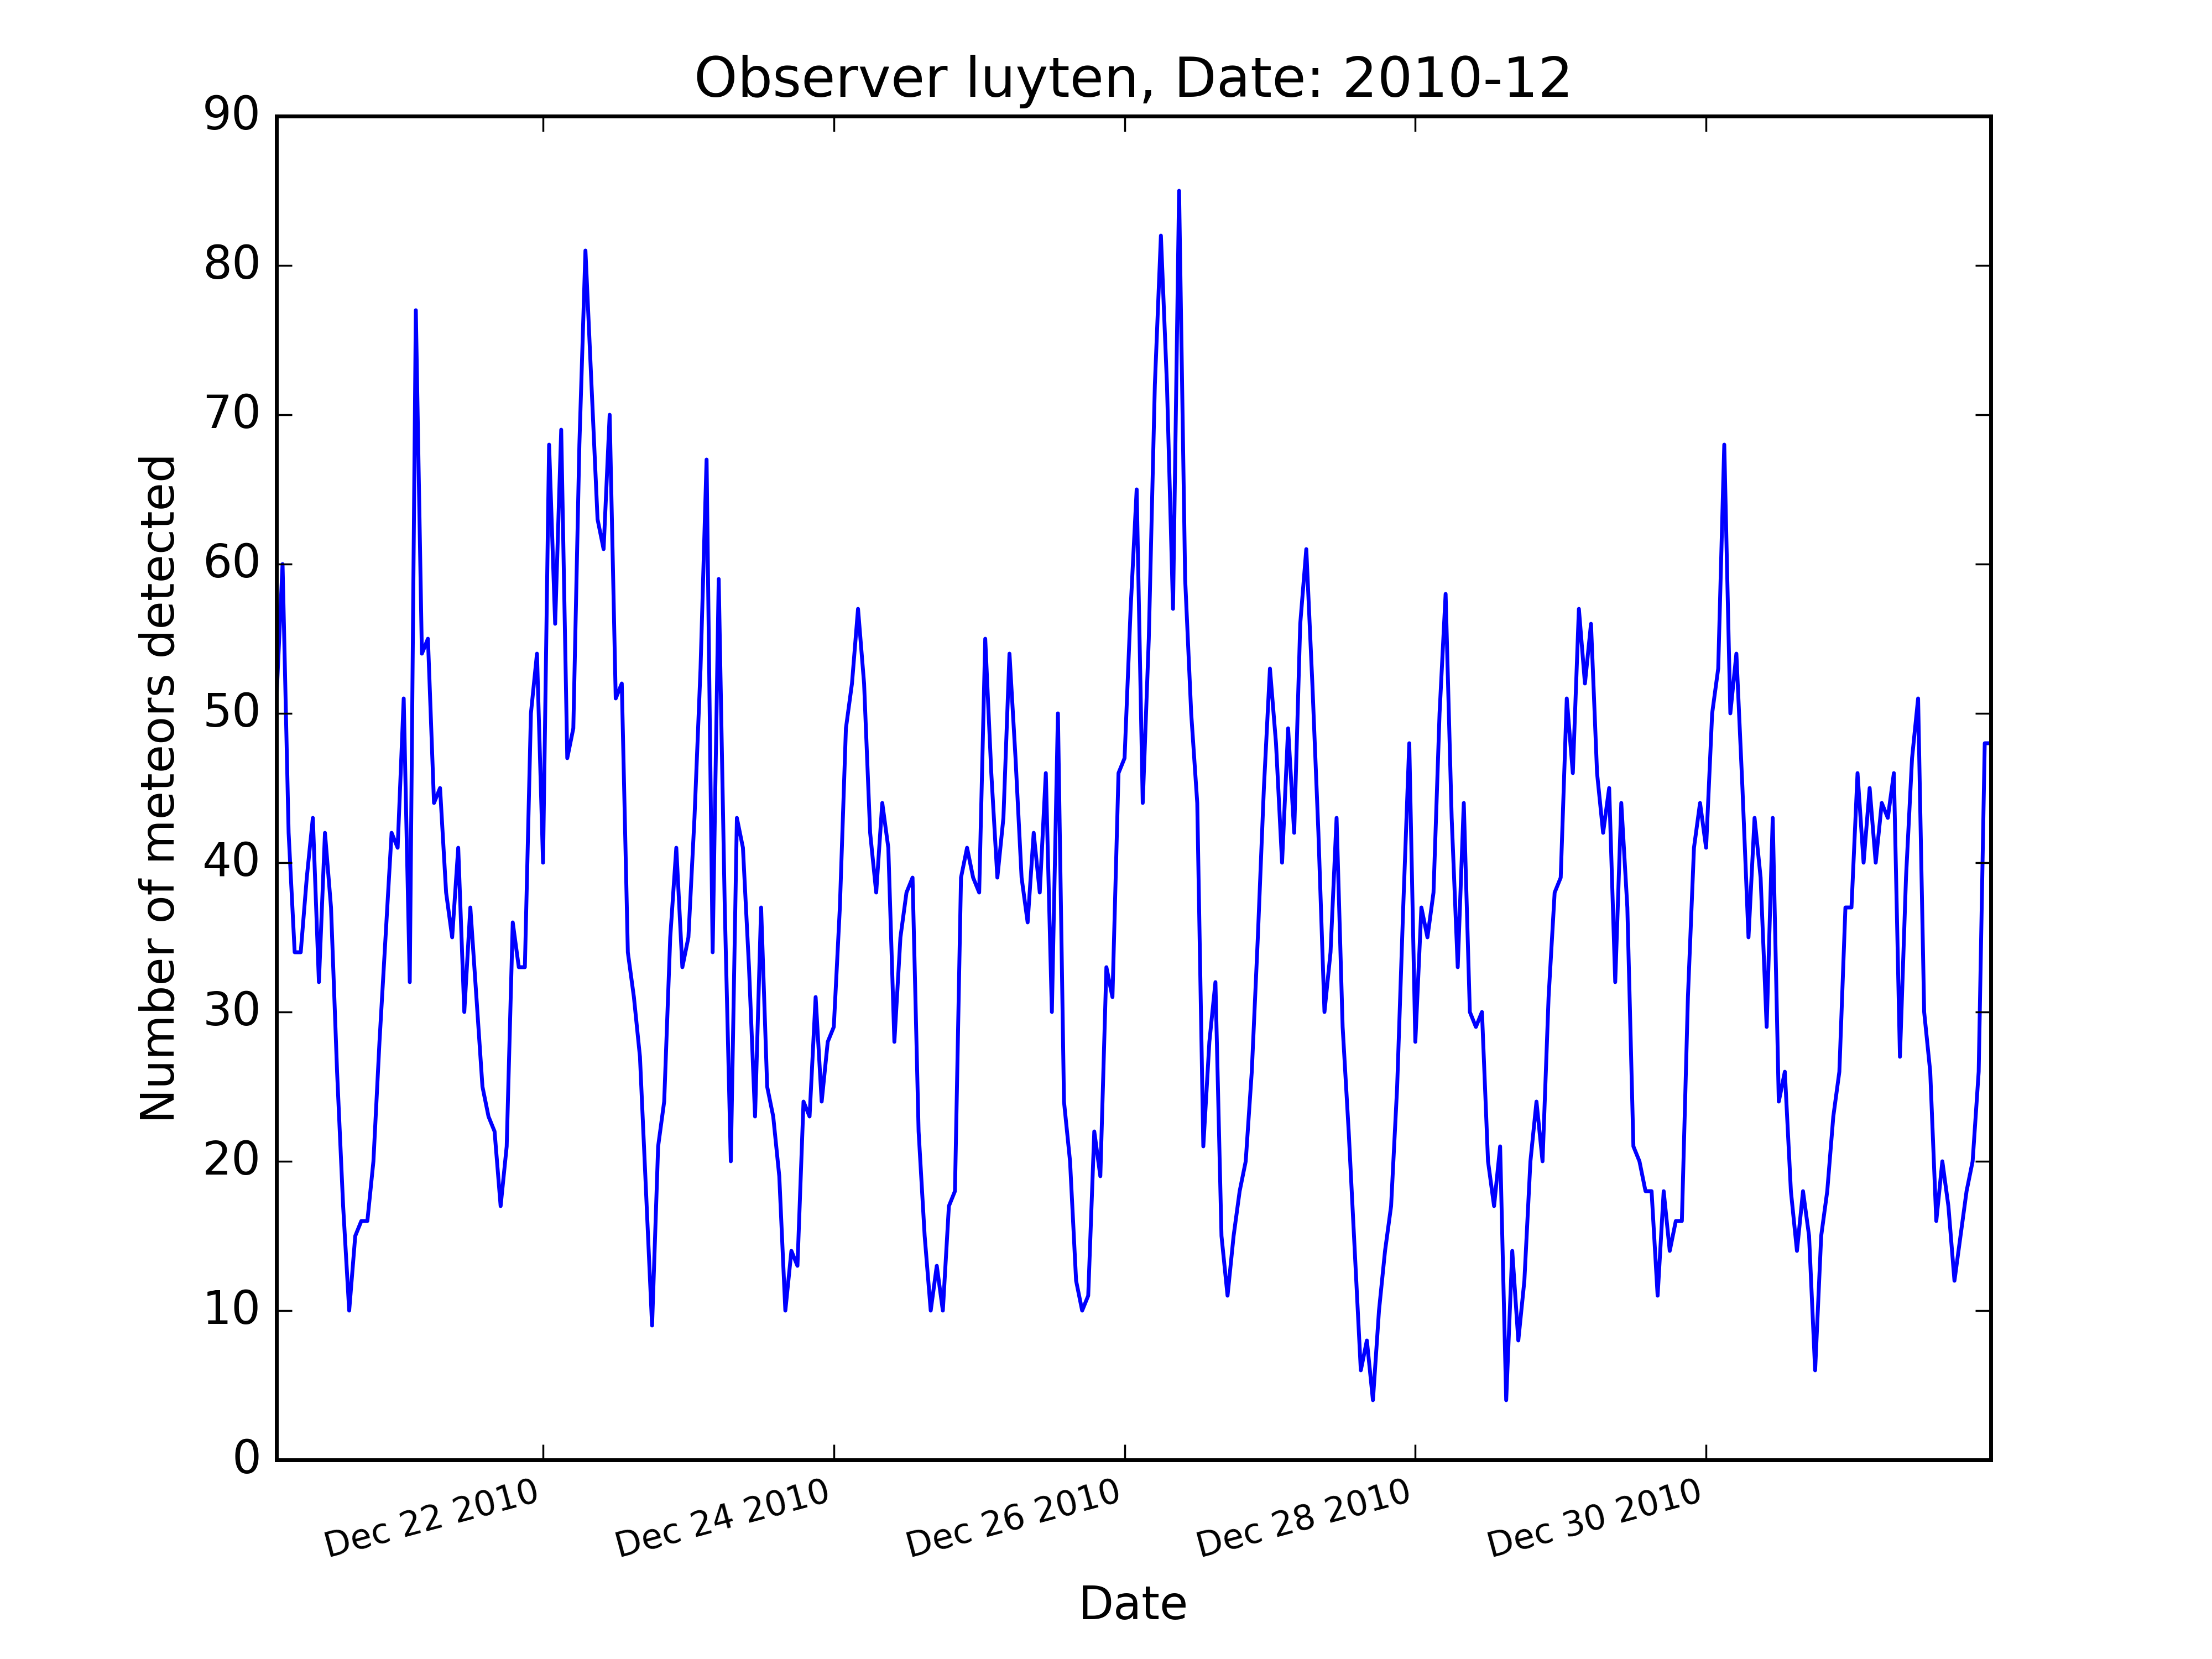 Observer luyten, Date: 2010-12
90
80
70
60
50
40
30
20
10
0
Number of meteors detected
Dec 22 2010
Dec 24 2010
Dec 26 2010
Dec 28 2010
Dec 30 2010
Date